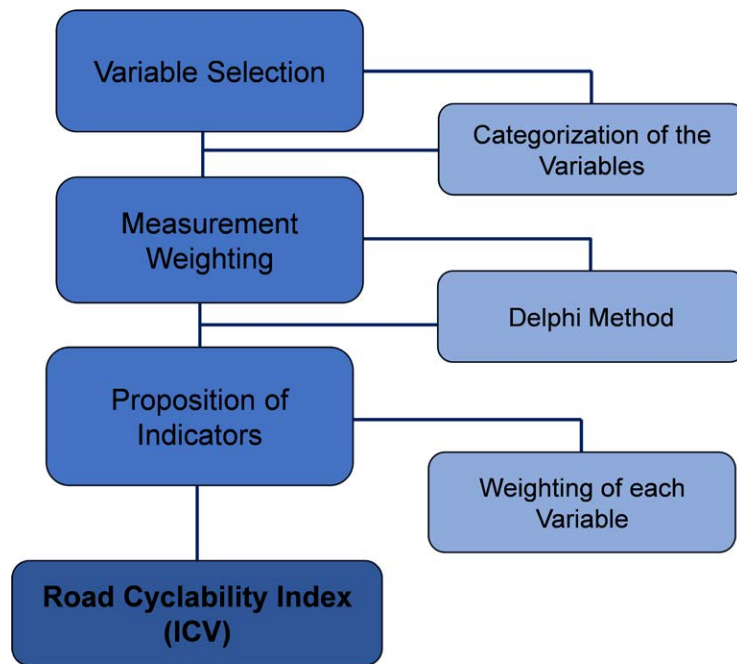 Variable Selection
Categorization of the
Variables
Measurement
Weighting
Delphi Method
Proposition of
Indicators
Weighting of each
Variable
Road Cyclability Index
(ICV)